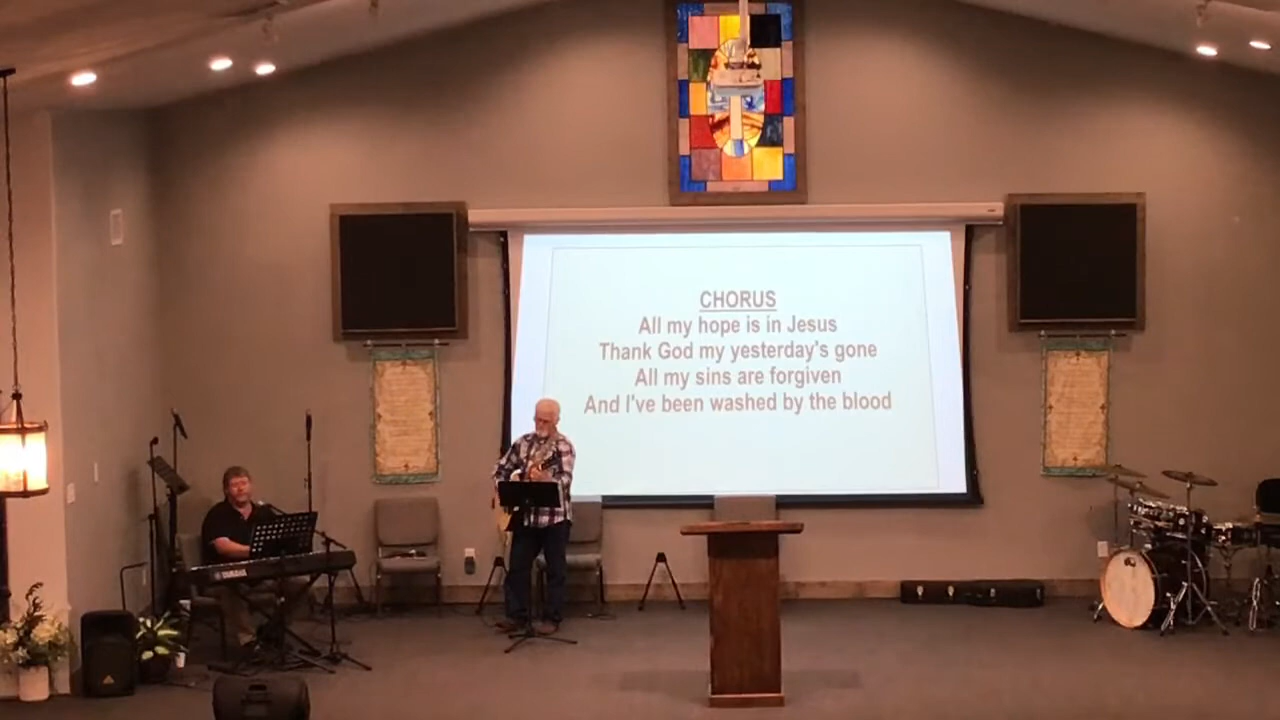 CHORUS
All my hope is in Jesus
Thank God my yesterday's gone
All my sins are forgiven
And I've been washed by the blood
YAMAHA